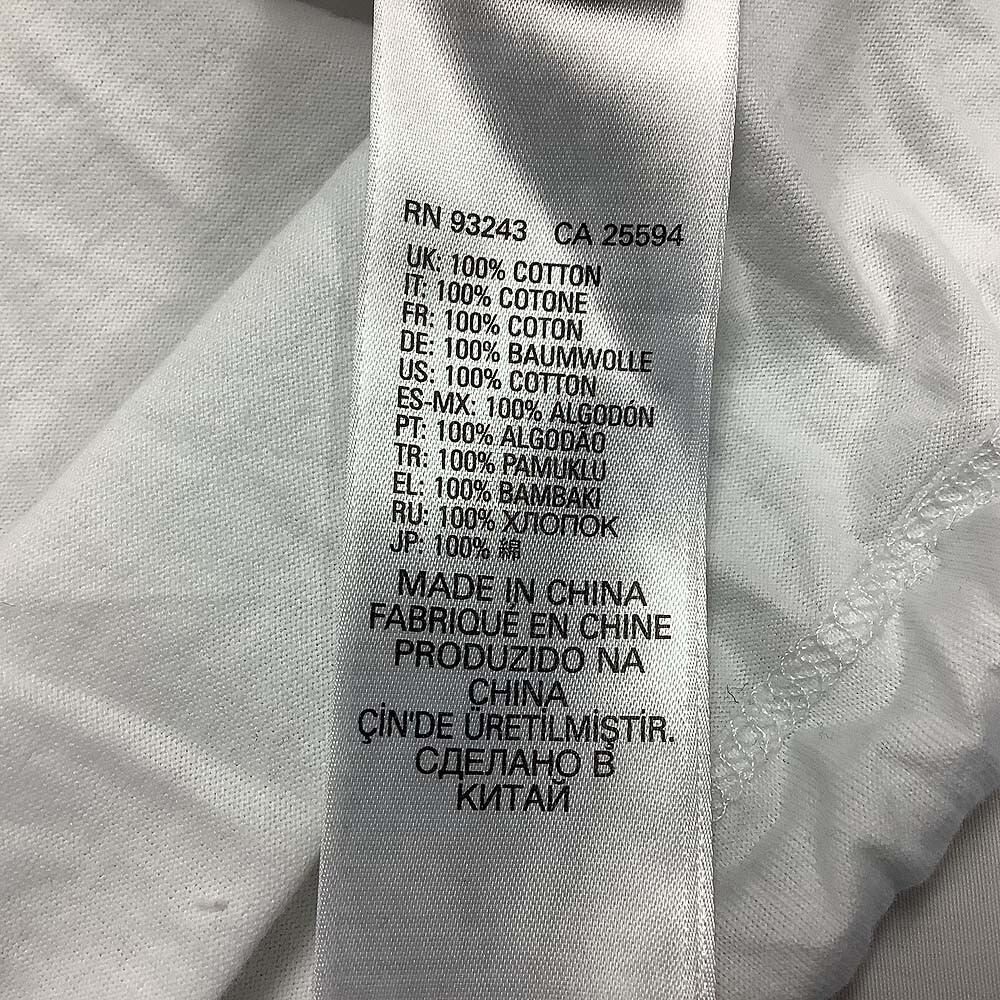 RN 93243 CA 25594
UK: 100% COTTON
IT: 100% COTONE
FR: 100% COTON
DE: 100% BAUMWOLLE
US: 100% COTTON
ES-MX: 100% ALGODÓN
PT: 100% ALGODÃO
TR: 100% PAMUKLU
EL: 100% BAMBAKI
RU: 100% ХЛОПОК
JP: 100% 綿
MADE IN CHINA
FABRIQUÉ EN CHINE
PRODUZIDO NA
CHINA
ÇİN'DE ÜRETİLMİŞTİR.
СДЕЛАНО В
КИТАЙ